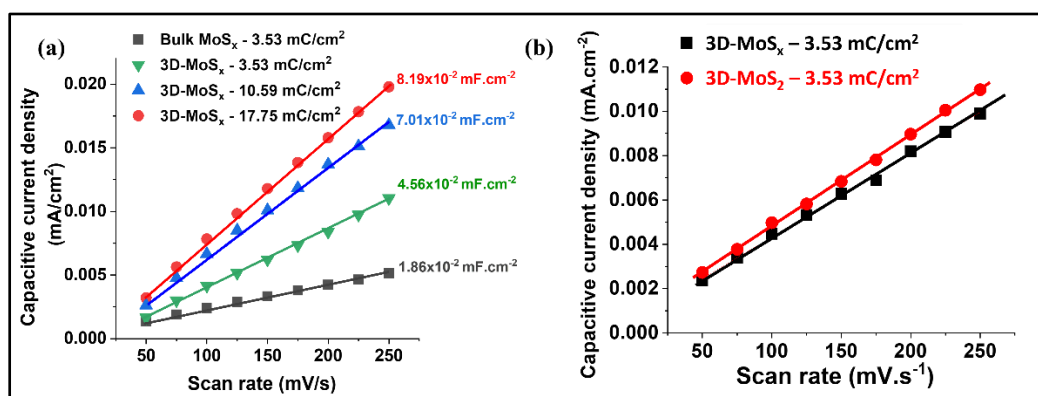 (a)
Bulk MoSₓ - 3.53 mC/cm²
3D-MoSₓ - 3.53 mC/cm²
3D-MoSₓ - 10.59 mC/cm²
3D-MoSₓ - 17.75 mC/cm²
8.19x10⁻² mF.cm⁻²
7.01x10⁻² mF.cm⁻²
4.56x10⁻² mF.cm⁻²
1.86x10⁻² mF.cm⁻²
Capacitive current density
(mA/cm²)
0.020
0.015
0.010
0.005
0.000
50 100 150 200 250
Scan rate (mV/s)
(b)
3D-MoSₓ – 3.53 mC/cm²
3D-MoS₂ – 3.53 mC/cm²
Capacitive current density (mA.cm⁻²)
0.012
0.010
0.008
0.006
0.004
0.002
0.000
50 100 150 200 250
Scan rate (mV.s⁻¹)